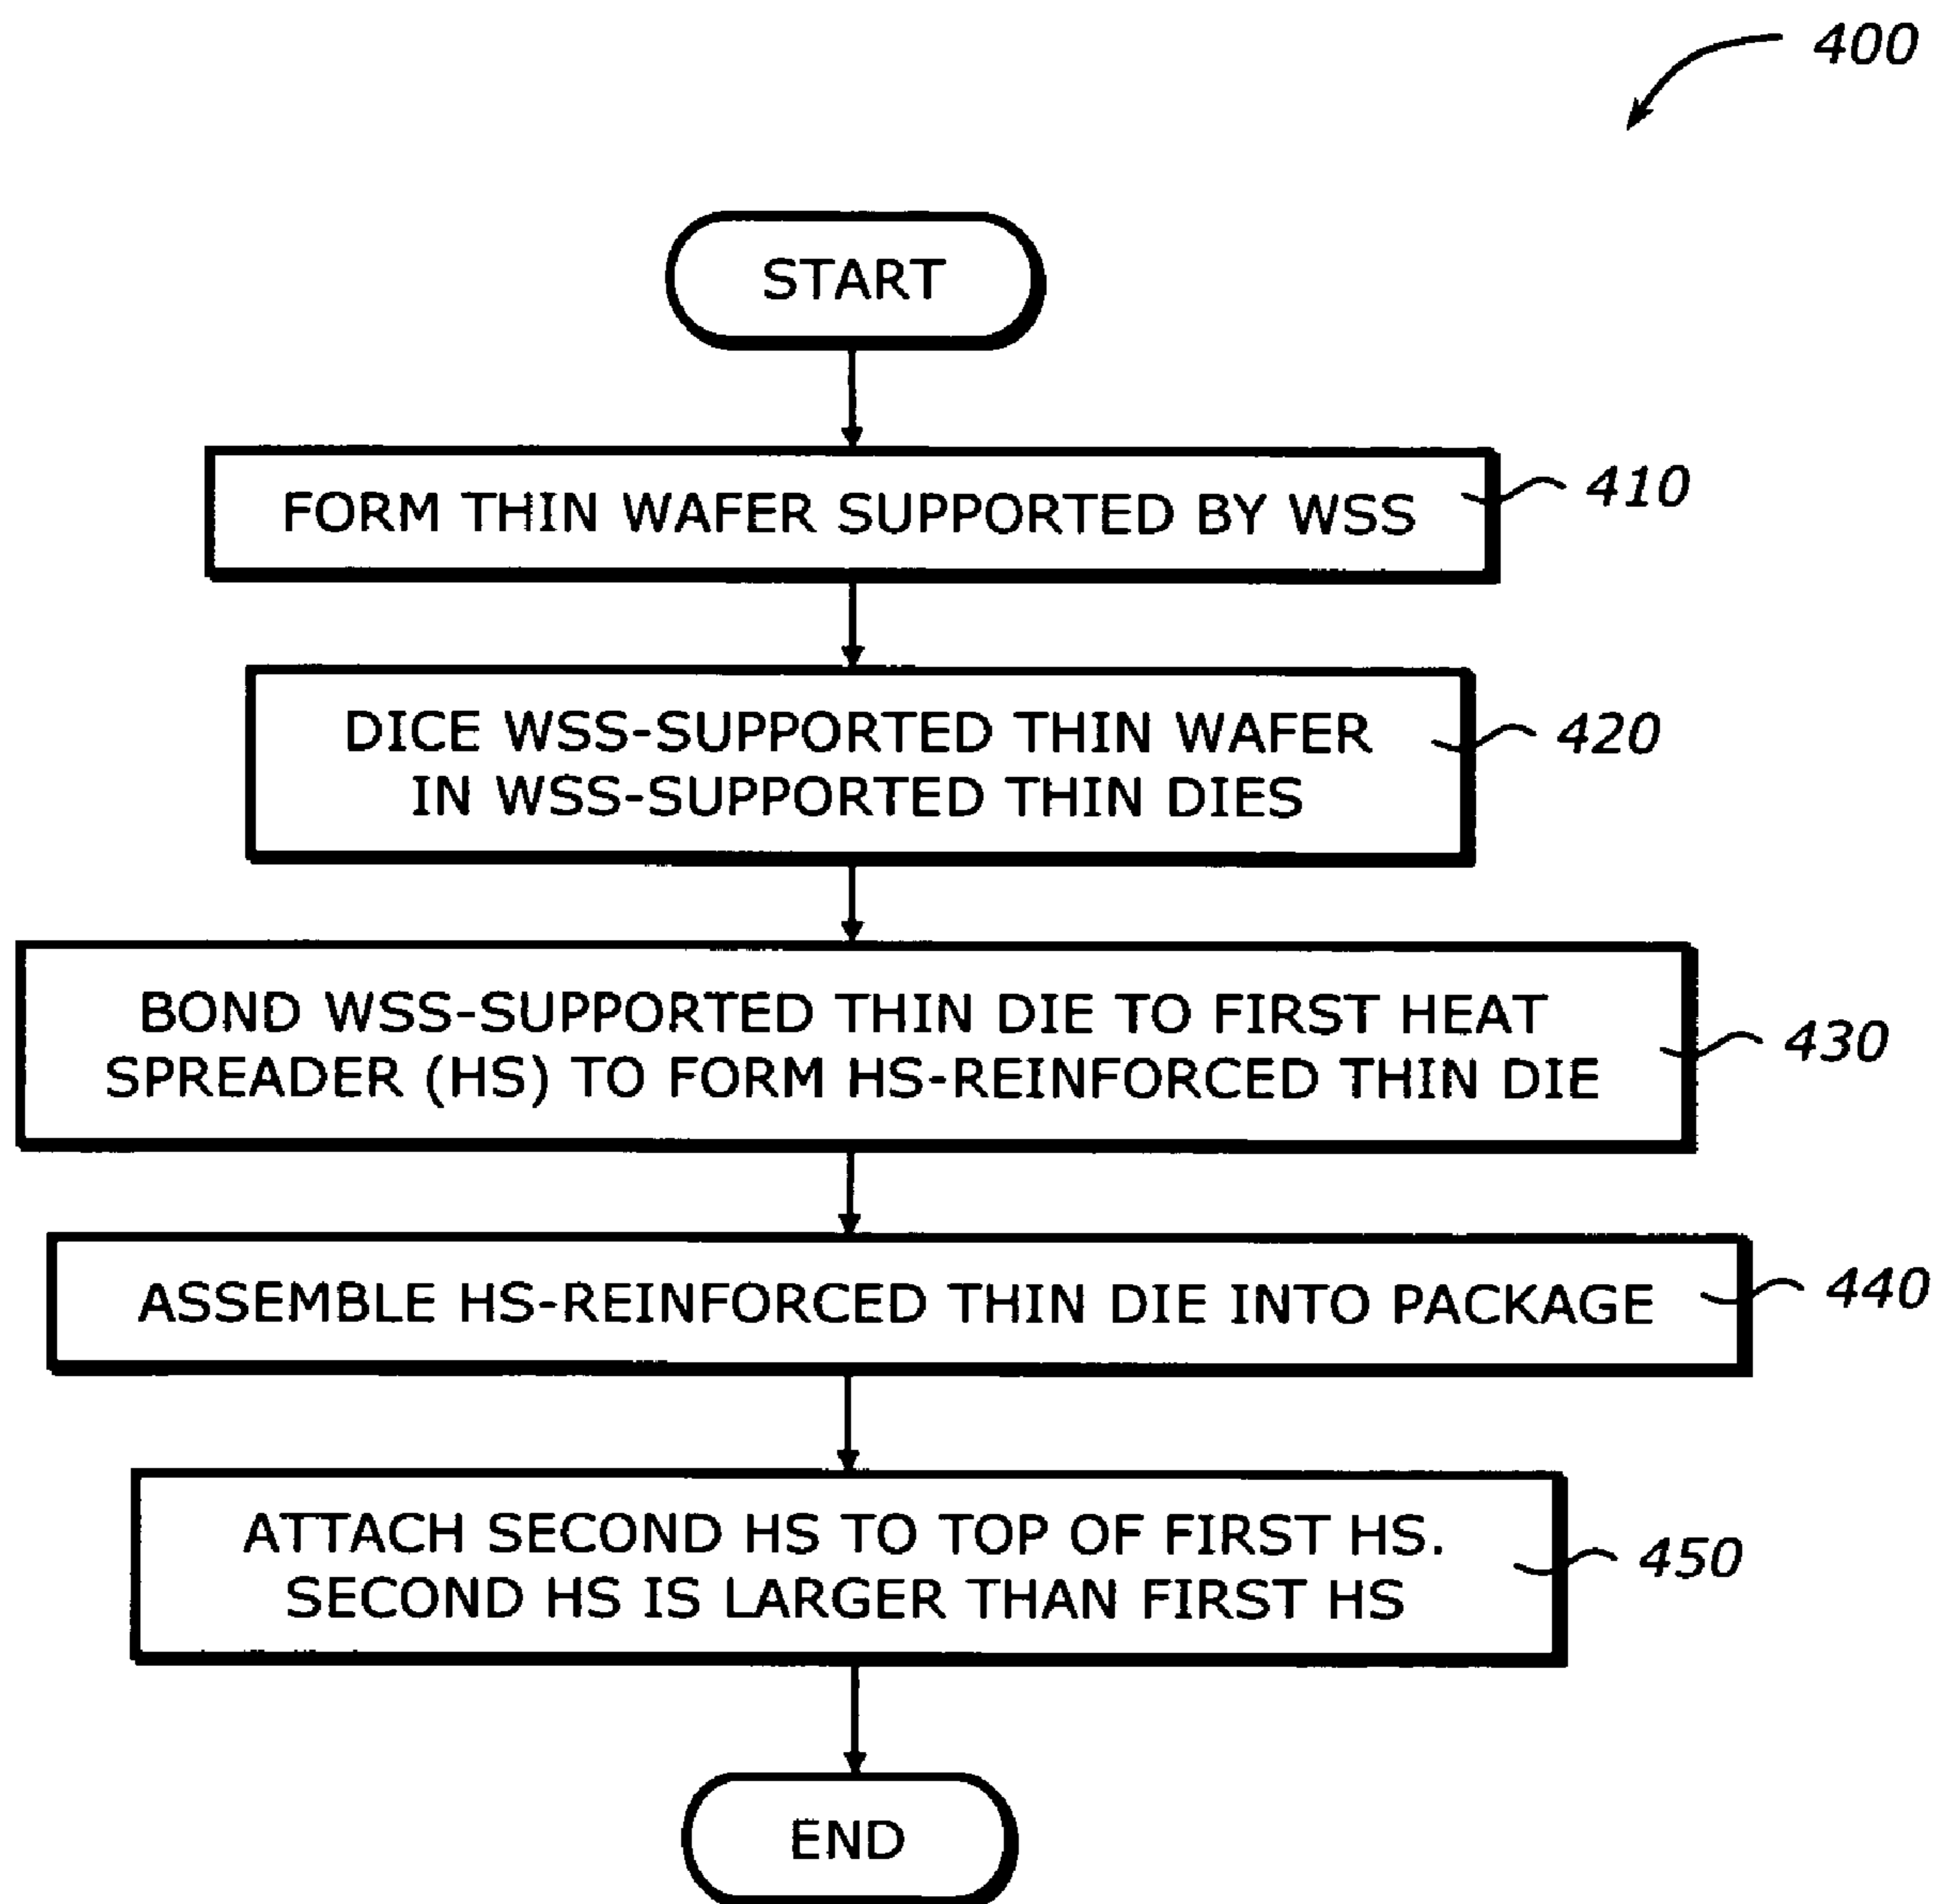 400
START
FORM THIN WAFER SUPPORTED BY WSS
410
DICE WSS-SUPPORTED THIN WAFER
IN WSS-SUPPORTED THIN DIES
420
BOND WSS-SUPPORTED THIN DIE TO FIRST HEAT
SPREADER (HS) TO FORM HS-REINFORCED THIN DIE
430
ASSEMBLE HS-REINFORCED THIN DIE INTO PACKAGE
440
ATTACH SECOND HS TO TOP OF FIRST HS.
SECOND HS IS LARGER THAN FIRST HS
450
END